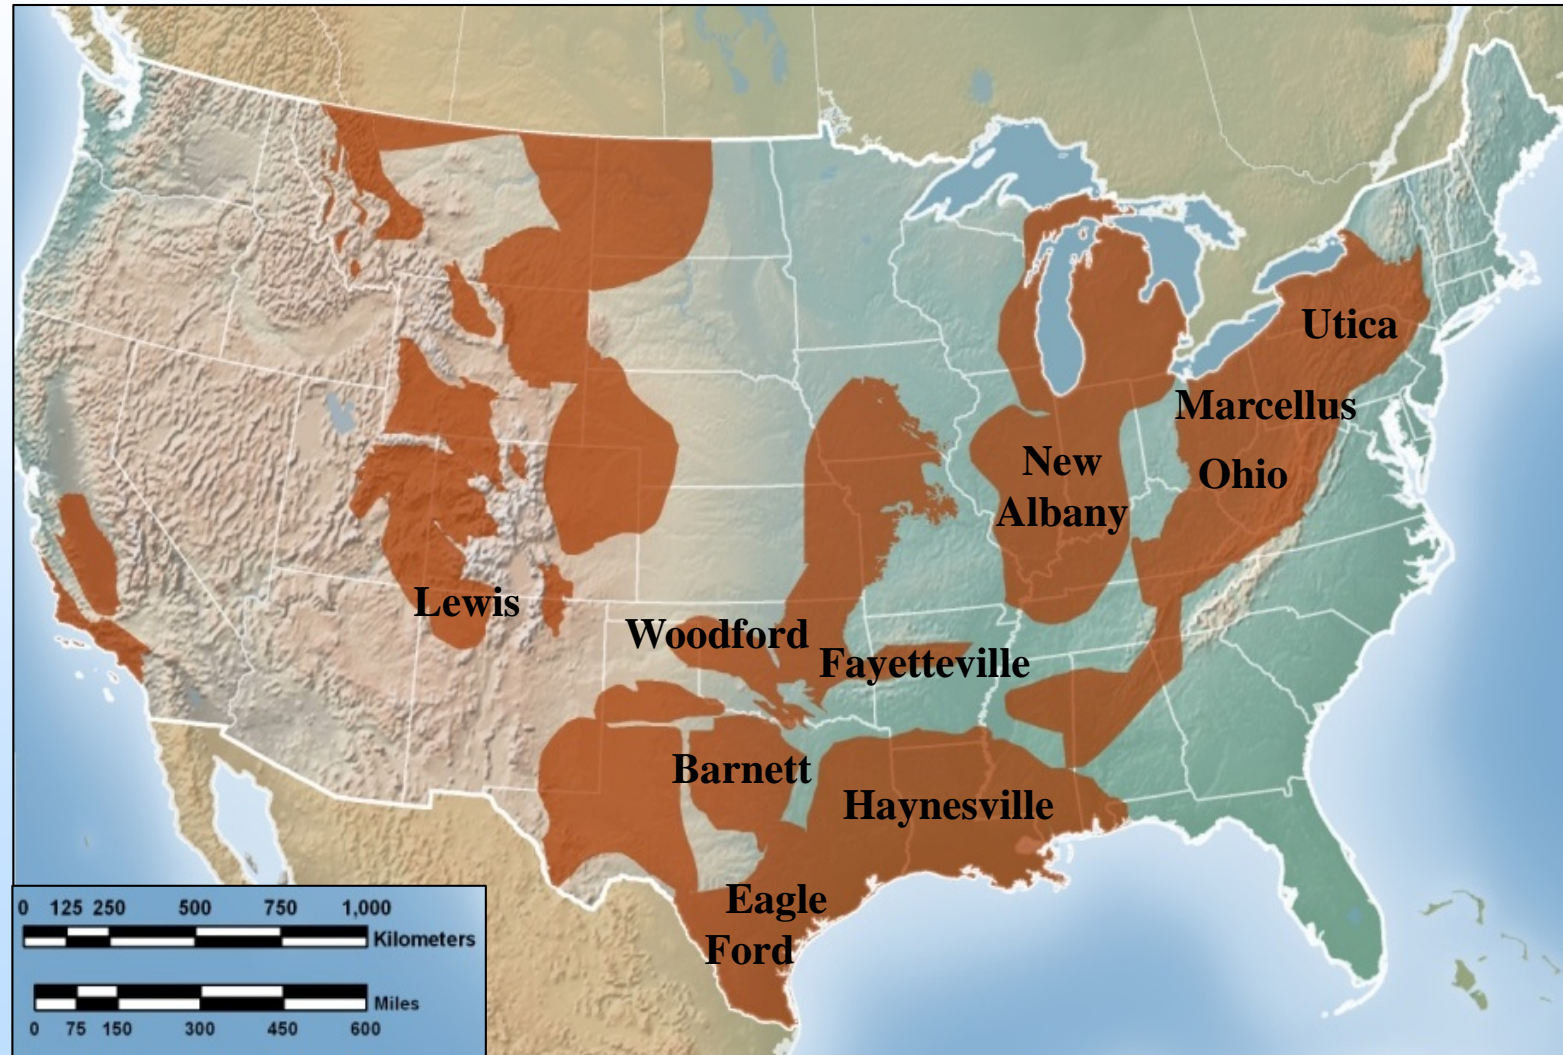 Utica
Marcellus
New
Albany
Ohio
Lewis
Woodford
Fayetteville
Barnett
Haynesville
Eagle
Ford
0 125 250 500 750 1,000
Kilometers
Miles
0 75 150 300 450 600